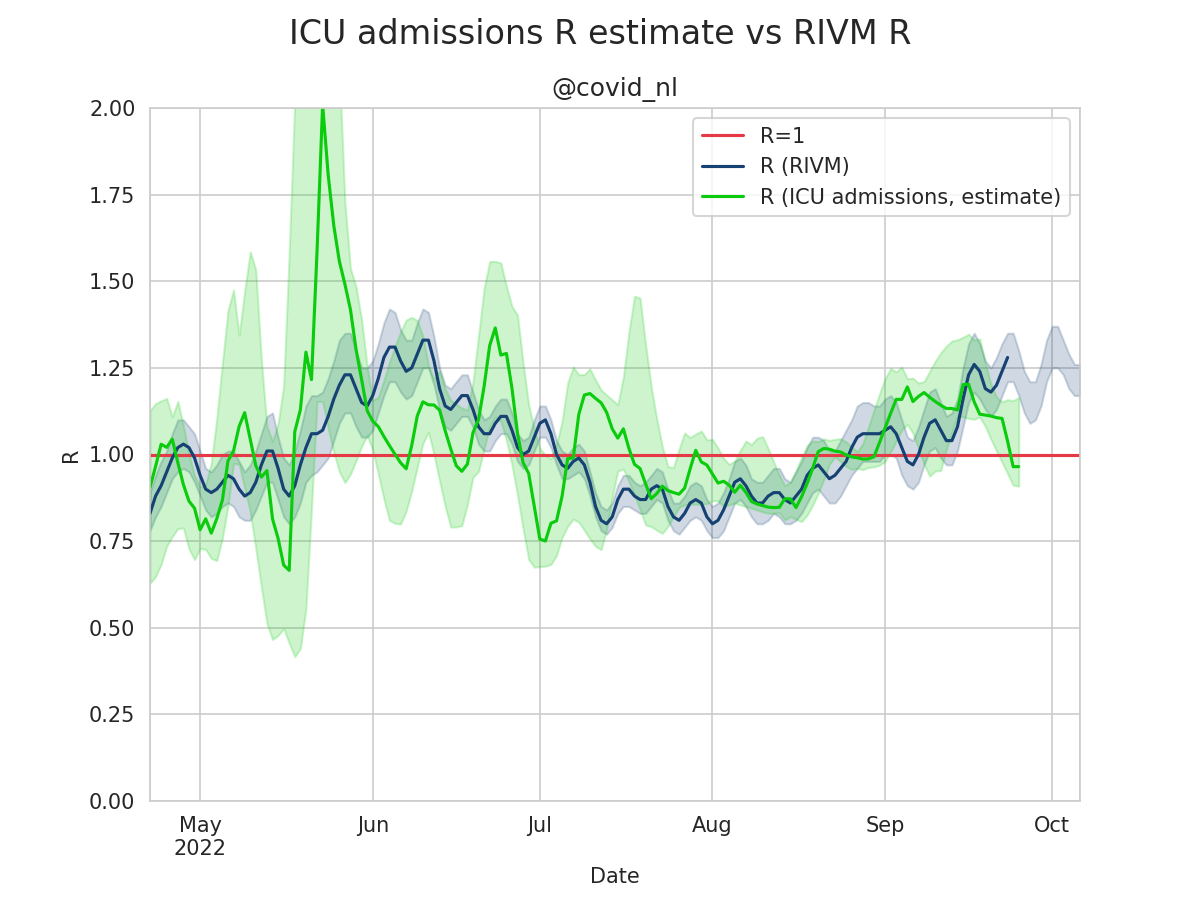 ICU admissions R estimate vs RIVM R
@covid_nl
R=1
R (RIVM)
R (ICU admissions, estimate)
2.00
1.75
1.50
1.25
1.00
0.75
0.50
0.25
0.00
R
May Jun Jul Aug Sep Oct
2022
Date